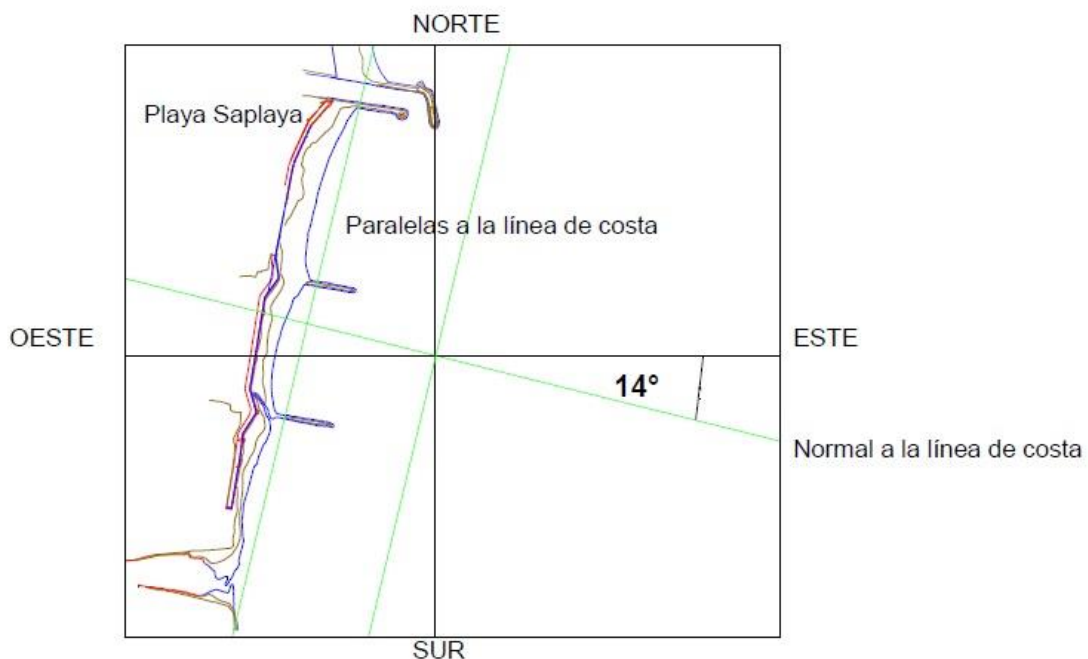 NORTE
Playa Saplaya
Paralelas a la línea de costa
OESTE
ESTE
14°
Normal a la línea de costa
SUR